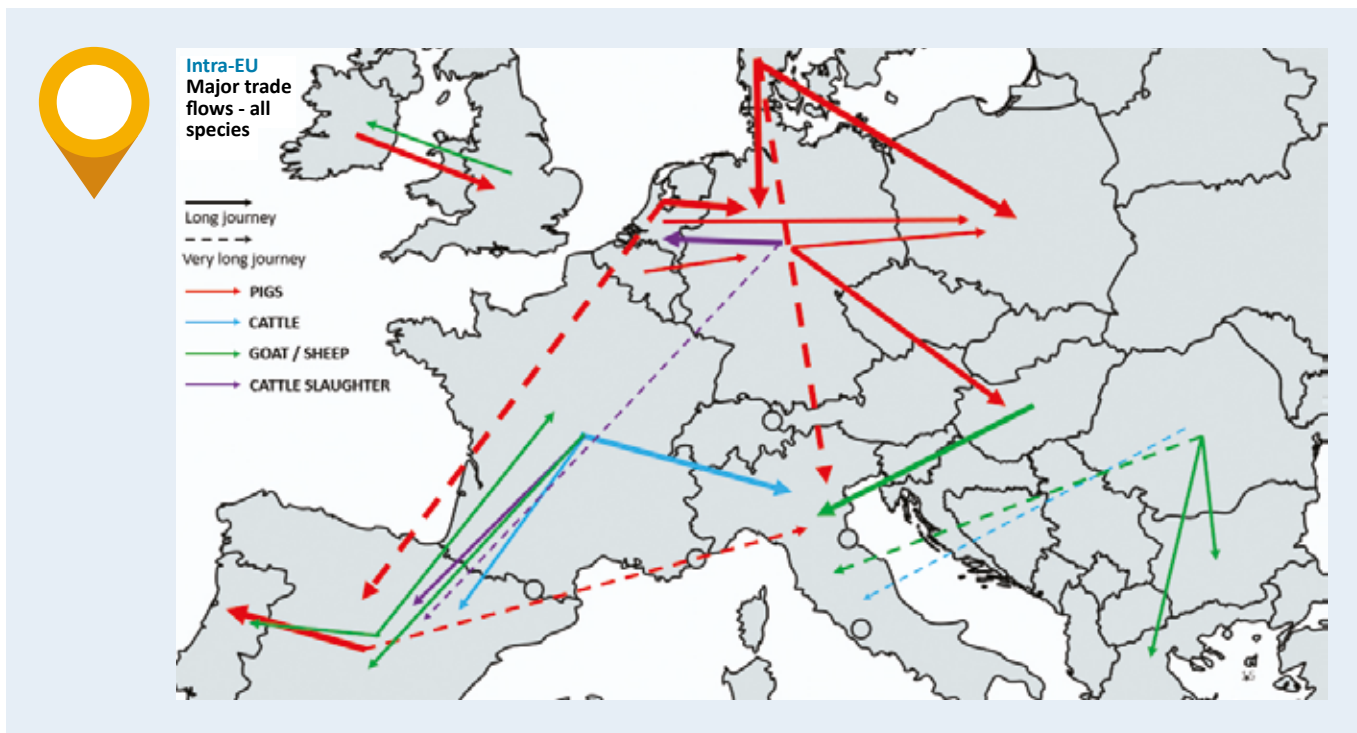 Intra-EU
Major trade
flows - all
species
Long journey
Very long journey
PIGS
CATTLE
GOAT / SHEEP
CATTLE SLAUGHTER